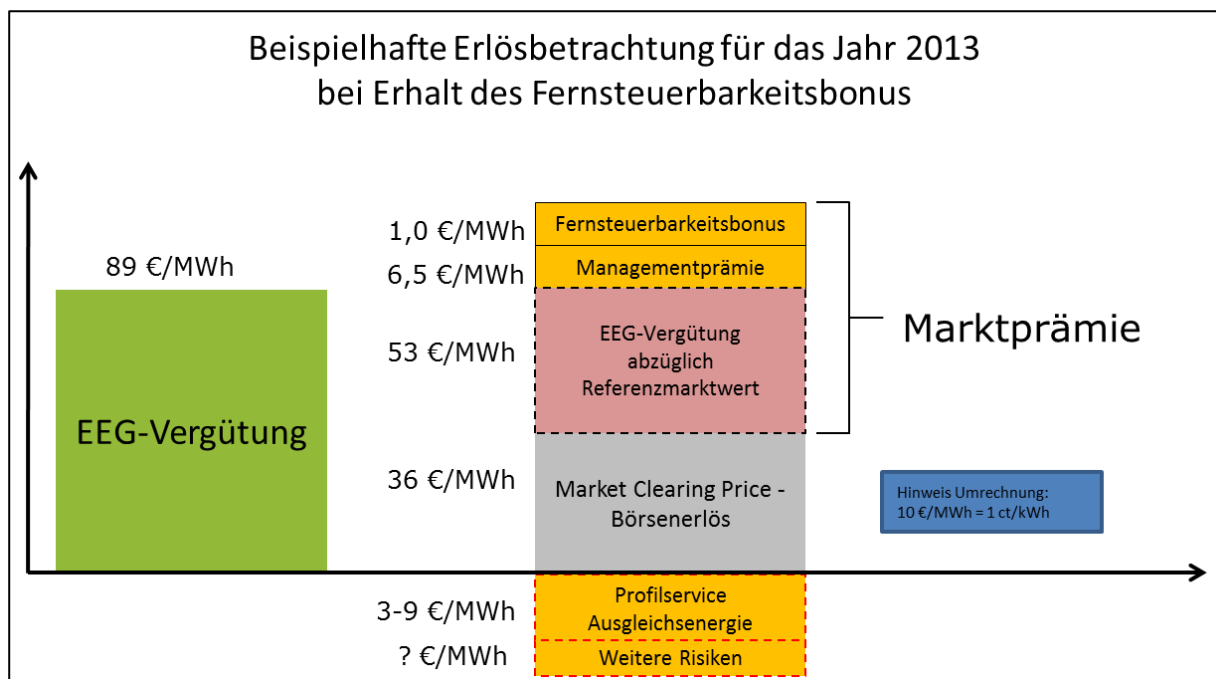 Beispielhafte Erlösbetrachtung für das Jahr 2013
bei Erhalt des Fernsteuerbarkeitsbonus
89 €/MWh
EEG-Vergütung
1,0 €/MWh
Fernsteuerbarkeitsbonus
6,5 €/MWh
Managementprämie
53 €/MWh
EEG-Vergütung
abzüglich
Referenzmarktwert
Marktprämie
36 €/MWh
Market Clearing Price -
Börsenerlös
Hinweis Umrechnung:
10 €/MWh = 1 ct/kWh
3-9 €/MWh
Profilservice
Ausgleichsenergie
? €/MWh
Weitere Risiken